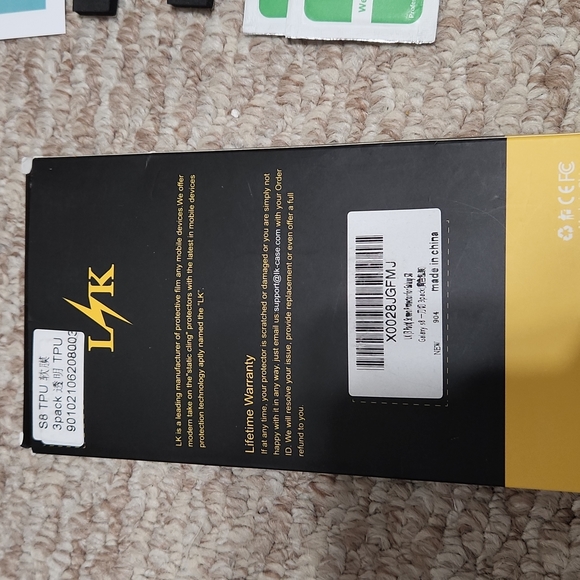 LK
S8 TPU 软膜
3pack 透明 TPU
90102106208003
LK is a leading manufacturer of protective film any mobile devices.We offer
modern take on the"static cling" protectors with the latest in mobile devices
protection technology aptly named the "LK".
Lifetime Warranty
If at any time ,your protector is scratched or damaged or you are simply not
happy with it in any way, just email us:support@lk-case.com with your Order
ID. We will resolve your issue, provide replacement or even offer a full
refund to you.
X002BJGFMJ
NEW 904 made in china
CE FC